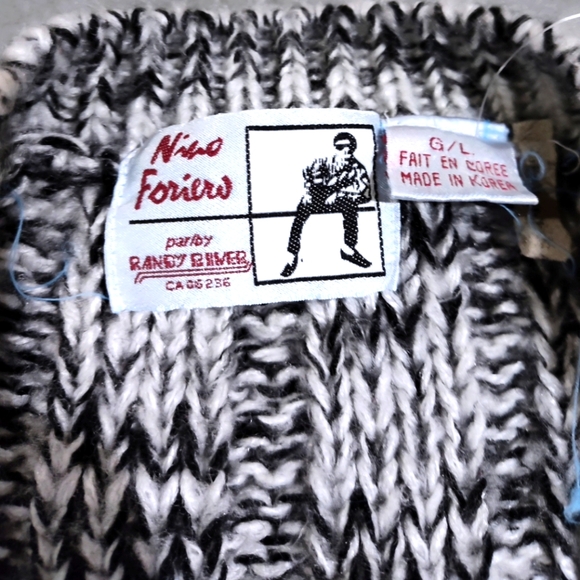 Nino
Foriero
par/by
RANDY RIVER
CA 06236
G/L
FAIT EN COREE
MADE IN KOREA